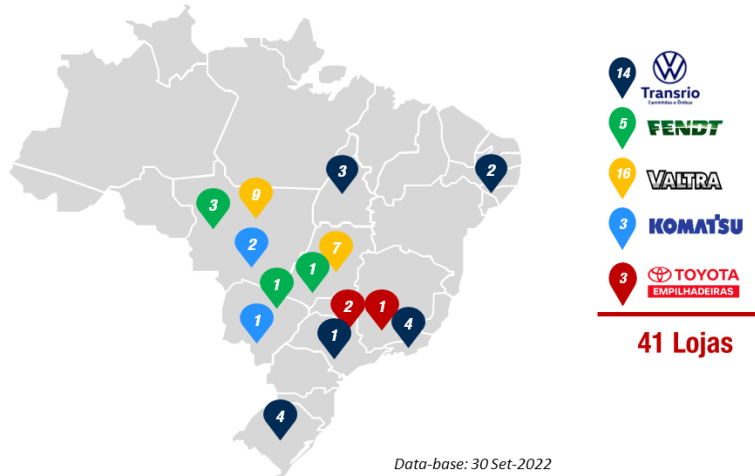 3
2
3
9
2
7
1
1
1
2
1
4
1
4
14
Transrio
Caminhões e Ônibus
5
FENDT
16
VALTRA
3
KOMATSU
3
TOYOTA
EMPILHADEIRAS
41 Lojas
Data-base: 30 Set-2022